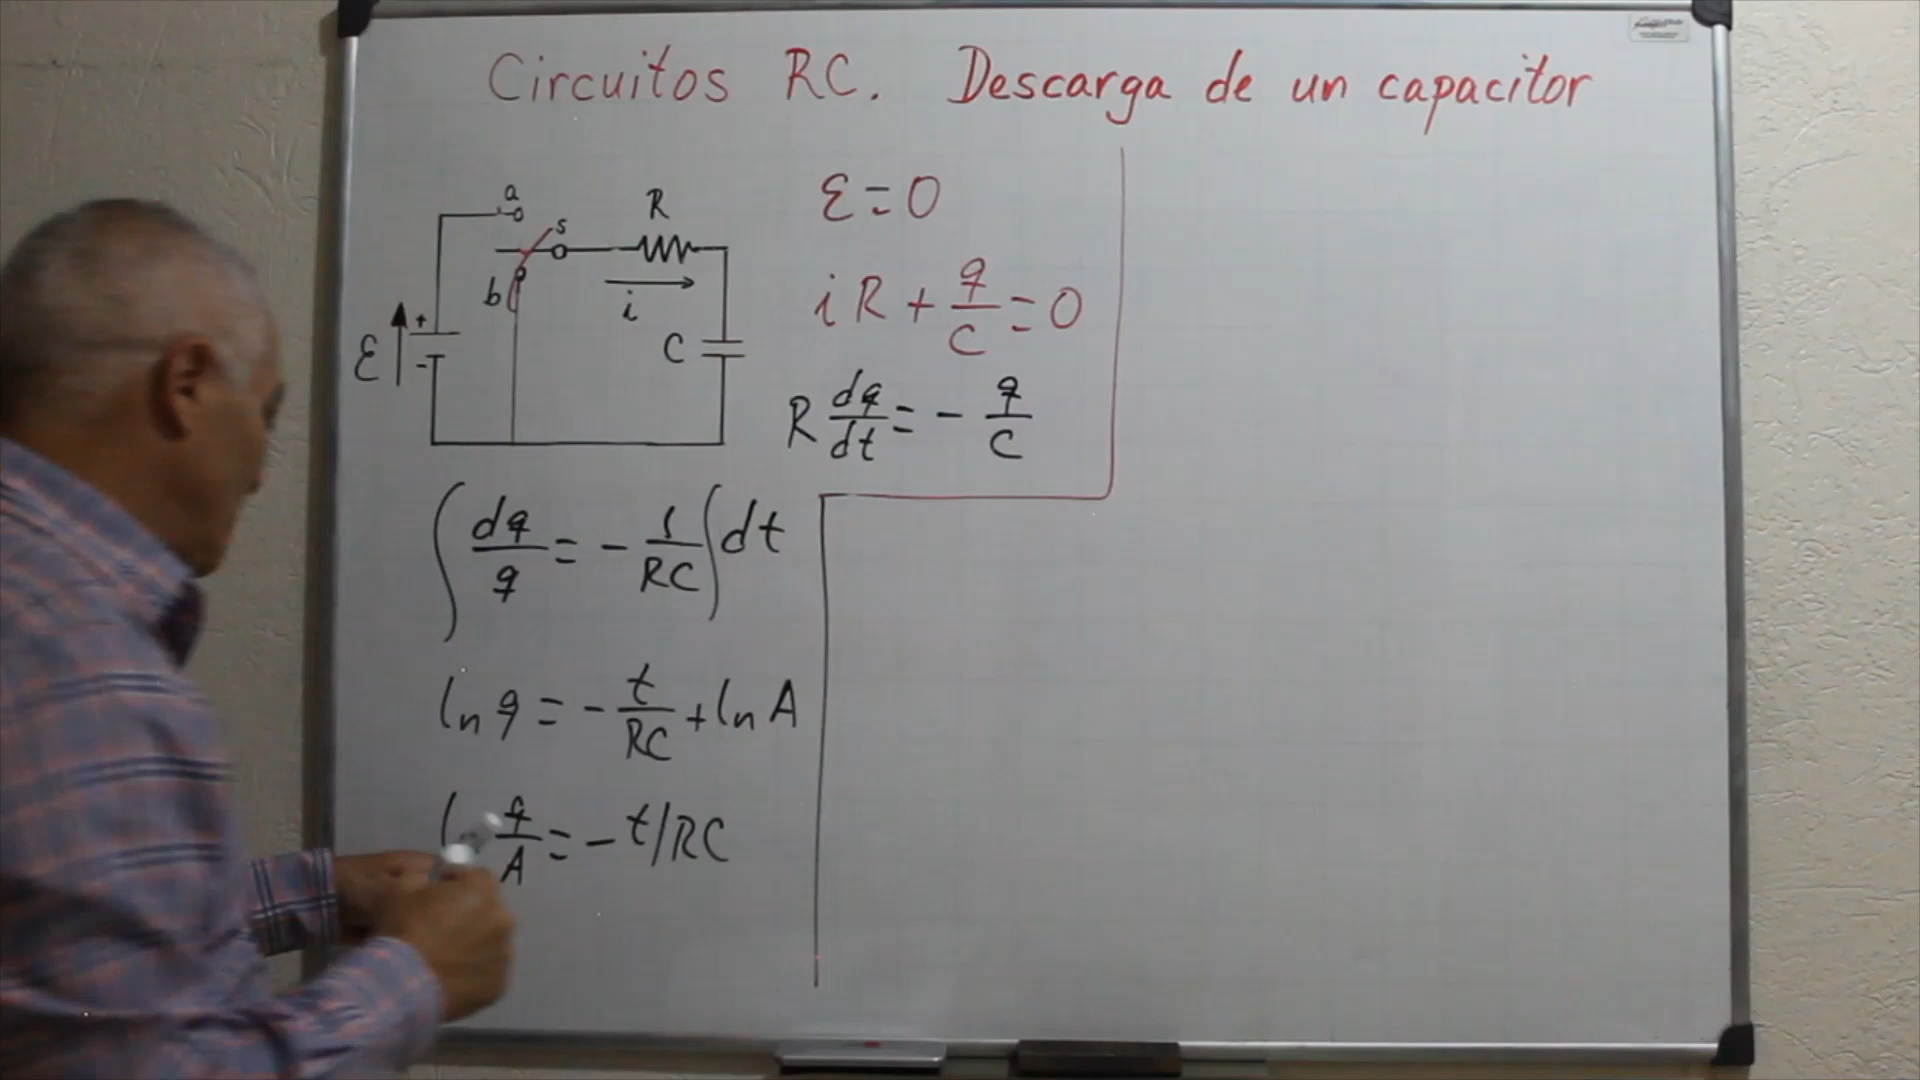 Circuitos RC. Descarga de un capacitor
a
s
R
b
i
ε + -
C
ε = 0
iR + q/C = 0
R dq/dt = - q/C
∫ dq/q = - 1/RC ∫ dt
ln q = - t/RC + ln A
q/A = - t/RC